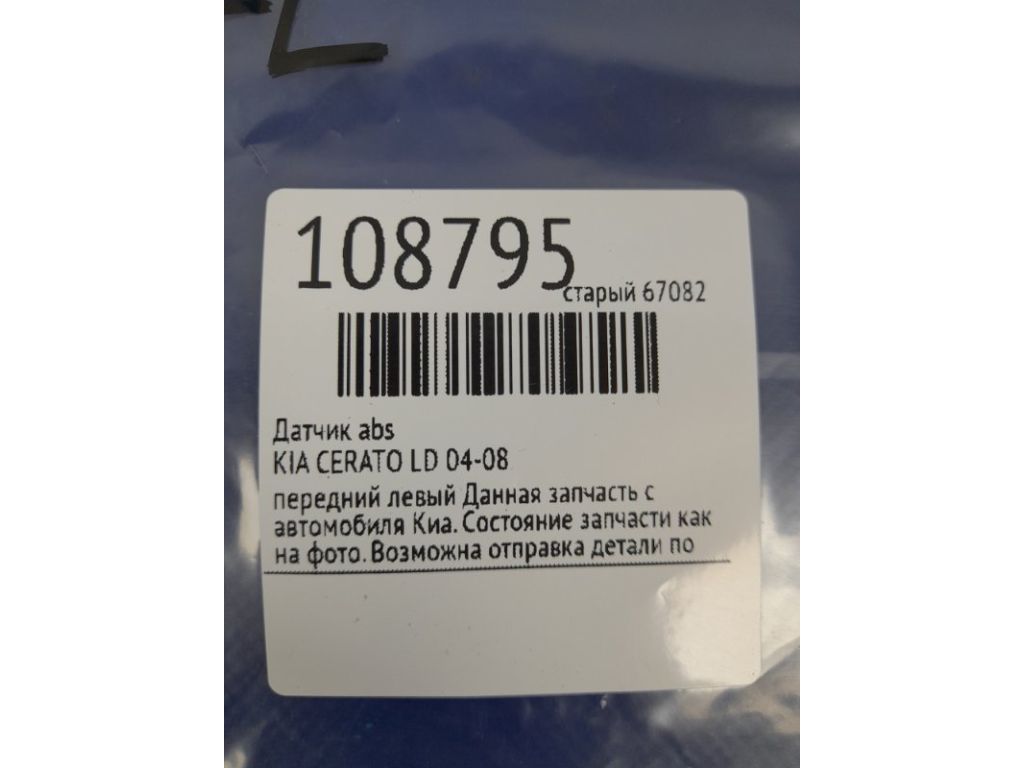 108795
старый 67082
Датчик abs
KIA CERATO LD 04-08
передний левый Данная запчасть с
автомобиля Киа. Состояние запчасти как
на фото. Возможна отправка детали по